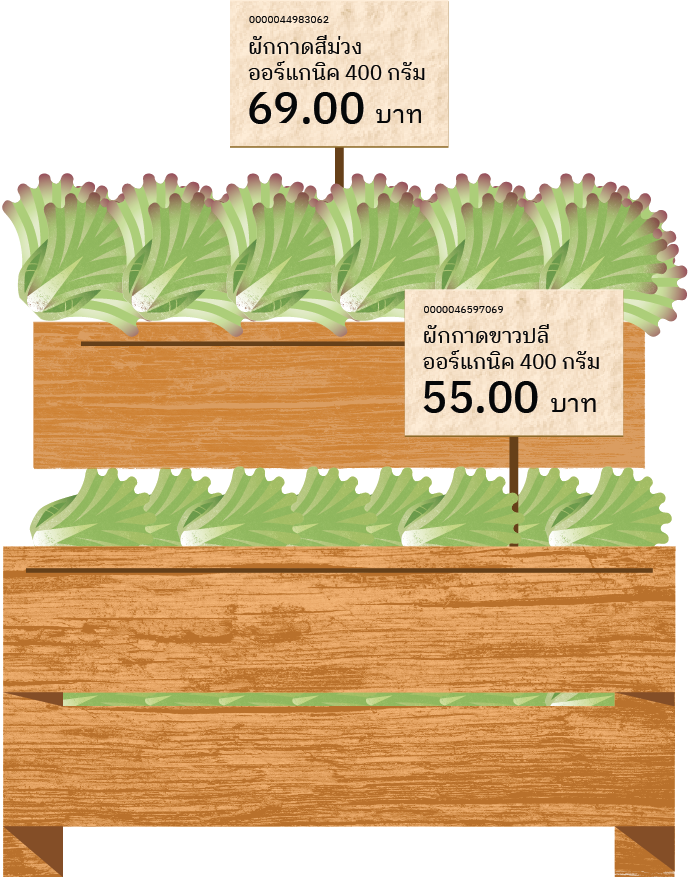 0000044983062
ผักกาดสีม่วง
ออร์แกนิค 400 กรัม
69.00 บาท
0000046597069
ผักกาดขาวปลี
ออร์แกนิค 400 กรัม
55.00 บาท